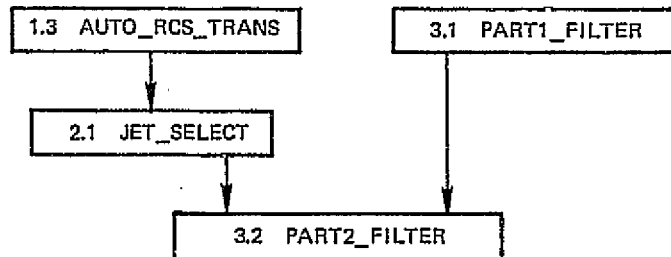 1.3 AUTO_RCS_TRANS
3.1 PART1_FILTER
2.1 JET_SELECT
3.2 PART2_FILTER